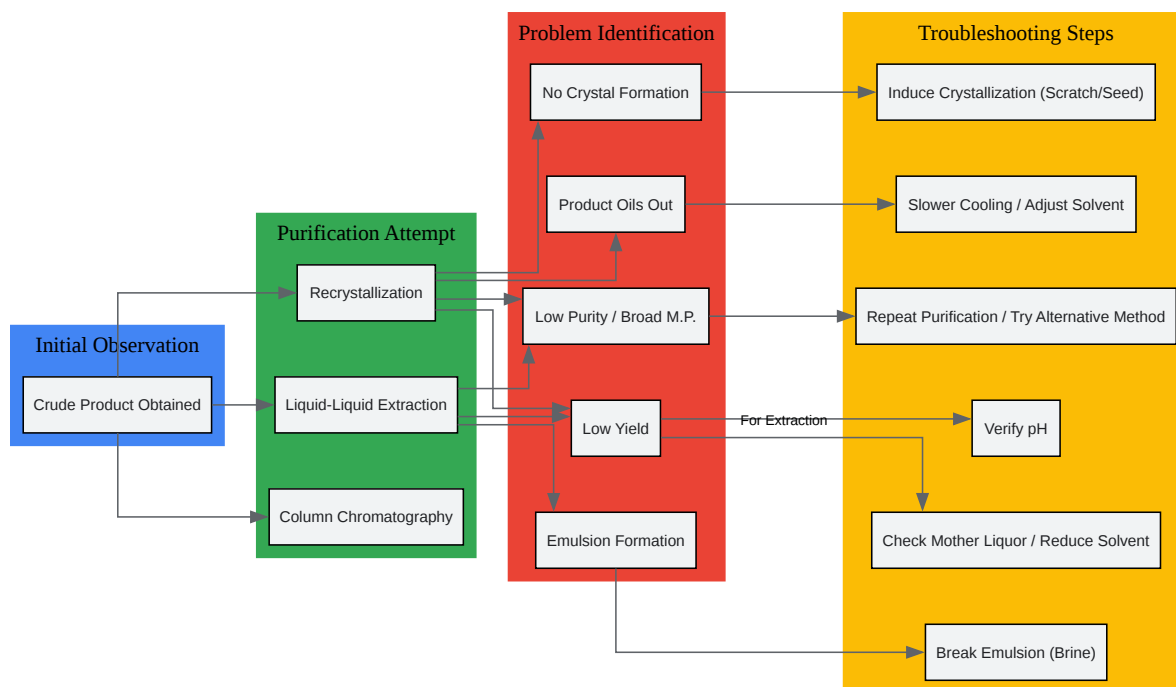 Initial Observation
Crude Product Obtained
Purification Attempt
Recrystallization
Liquid-Liquid Extraction
Column Chromatography
Problem Identification
No Crystal Formation
Product Oils Out
Low Purity / Broad M.P.
Low Yield
Emulsion Formation
For Extraction
Troubleshooting Steps
Induce Crystallization (Scratch/Seed)
Slower Cooling / Adjust Solvent
Repeat Purification / Try Alternative Method
Verify pH
Check Mother Liquor / Reduce Solvent
Break Emulsion (Brine)